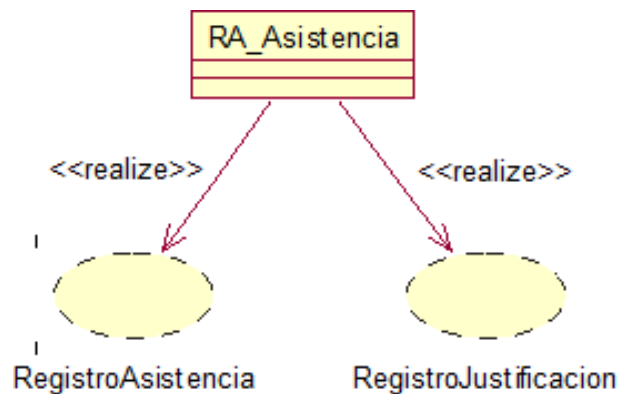 RA_Asistencia
<<realize>>
<<realize>>
RegistroAsistencia
RegistroJustificacion